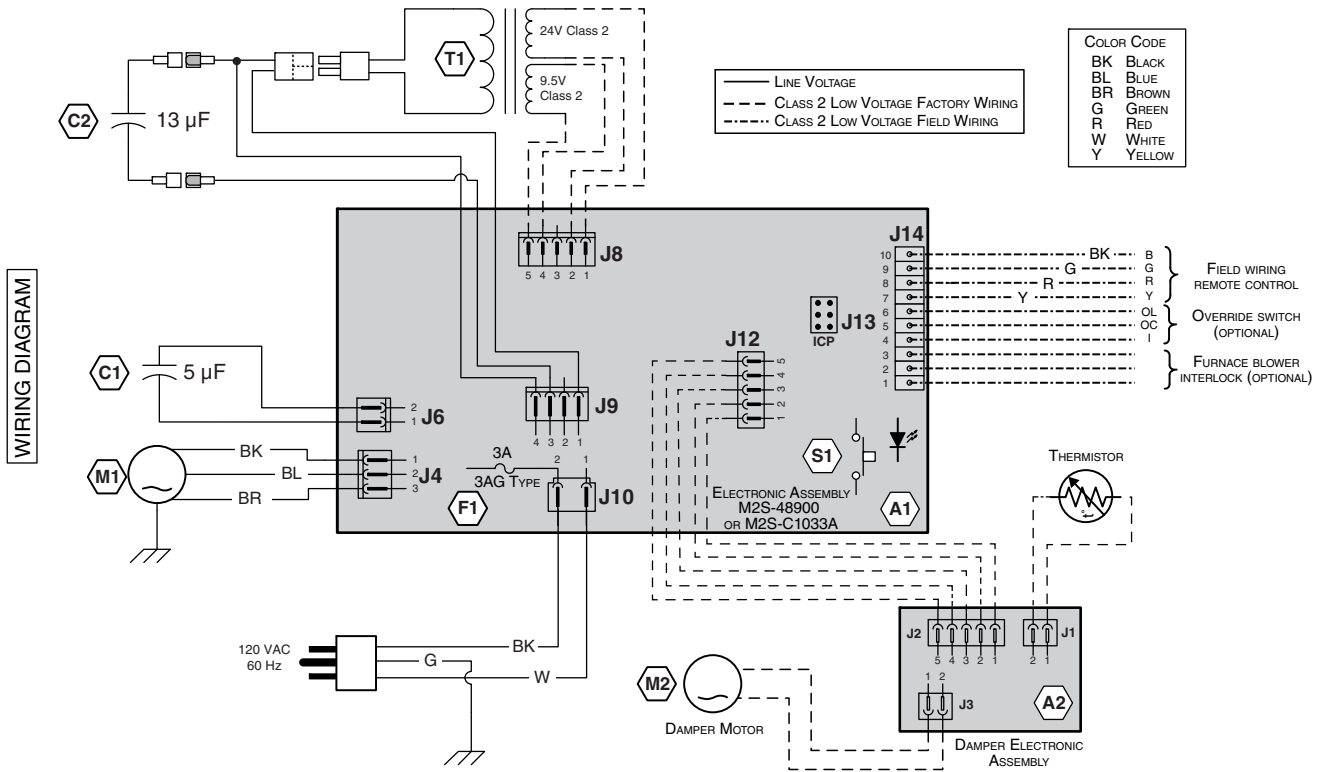 WIRING DIAGRAM
T1
24V Class 2
9.5V
Class 2
C2
13 µF
LINE VOLTAGE
CLASS 2 LOW VOLTAGE FACTORY WIRING
CLASS 2 LOW VOLTAGE FIELD WIRING
COLOR CODE
BK BLACK
BL BLUE
BR BROWN
G GREEN
R RED
W WHITE
Y YELLOW
J8
5 4 3 2 1
J14
10 BK B
9 G G
8 R R
7 Y Y
6 OL
5 OC
4 I
3
2
1
FIELD WIRING
REMOTE CONTROL
OVERRIDE SWITCH
(OPTIONAL)
FURNACE BLOWER
INTERLOCK (OPTIONAL)
J13
ICP
J12
5
4
3
2
1
C1
5 µF
J6
2
1
J9
4 3 2 1
M1
BK
BL
BR
J4
1
2
3
3A
3AG TYPE
F1
2 1
J10
S1
ELECTRONIC ASSEMBLY
M2S-48900
OR M2S-C1033A
A1
THERMISTOR
t°
120 VAC
60 Hz
BK
G
W
J2
5 4 3 2 1
J1
2 1
M2
DAMPER MOTOR
1 2
J3
A2
DAMPER ELECTRONIC
ASSEMBLY